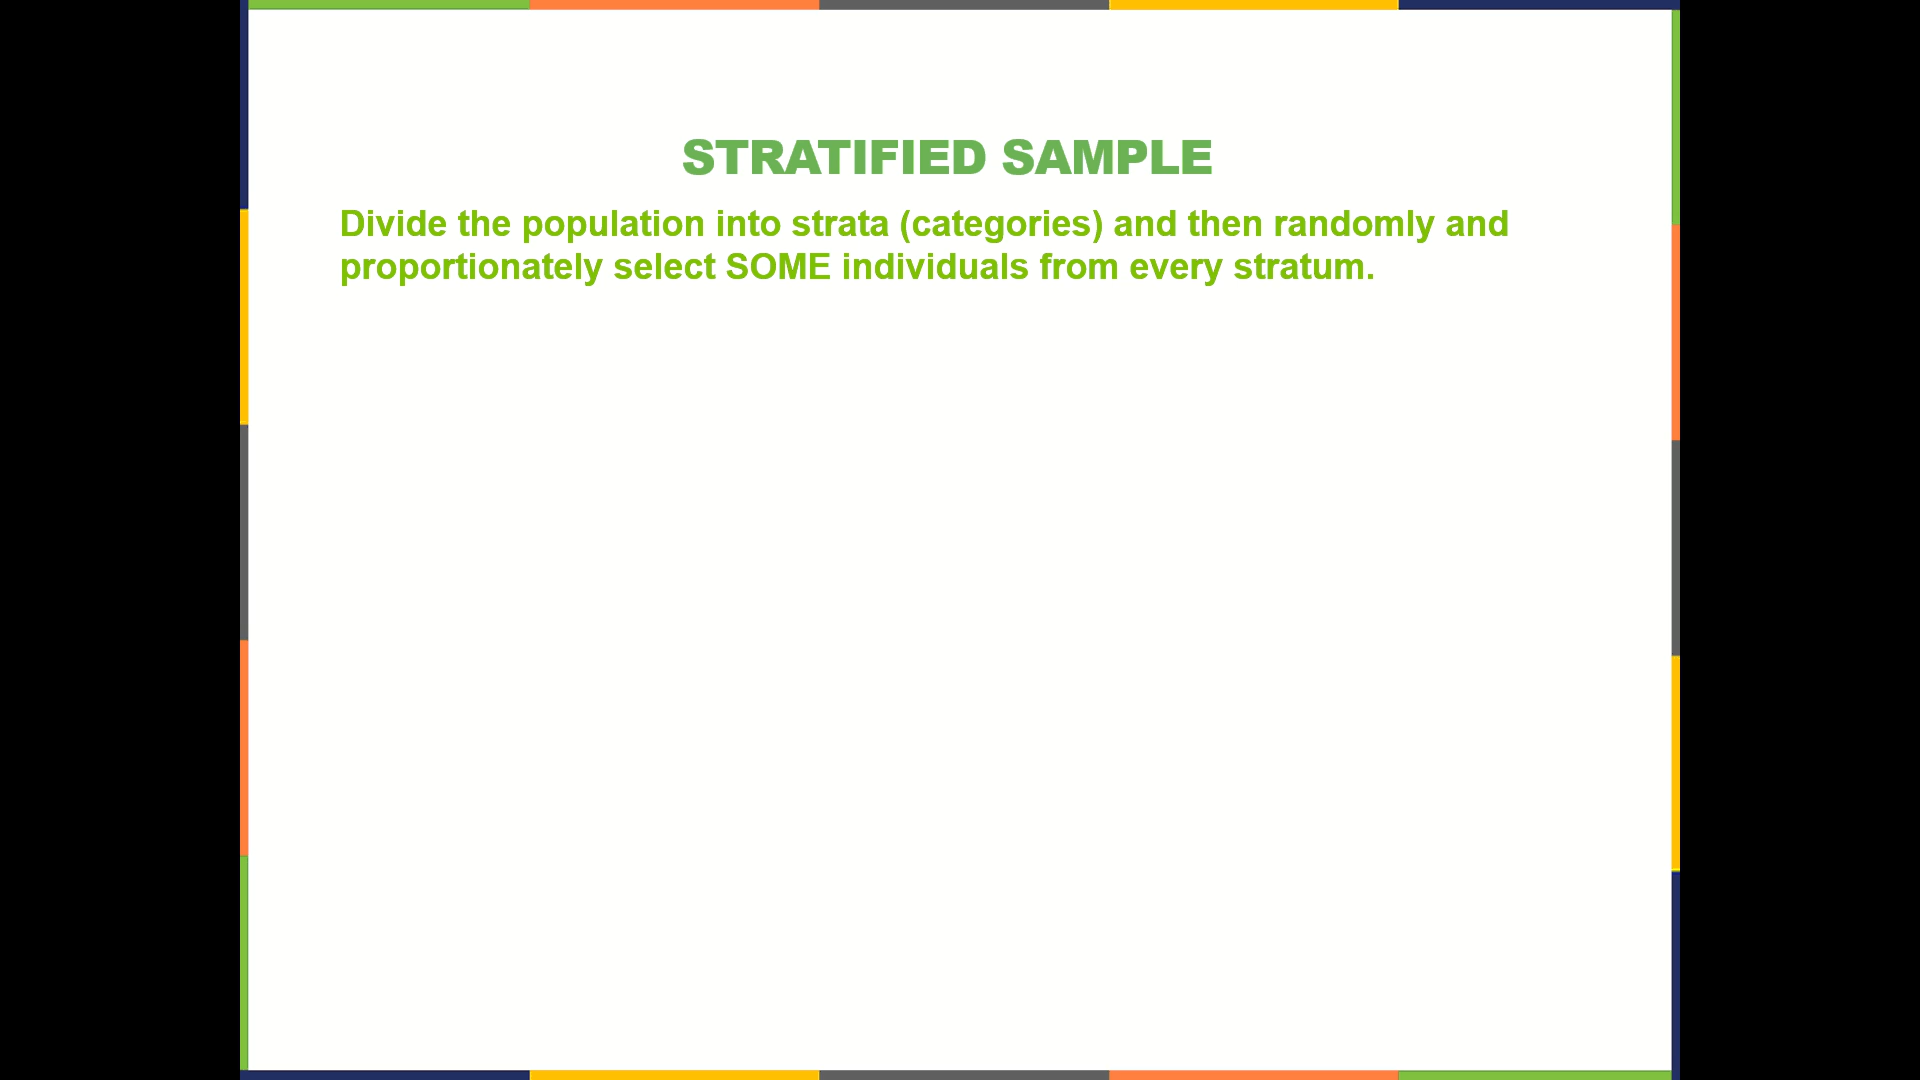 STRATIFIED SAMPLE
Divide the population into strata (categories) and then randomly and
proportionately select SOME individuals from every stratum.